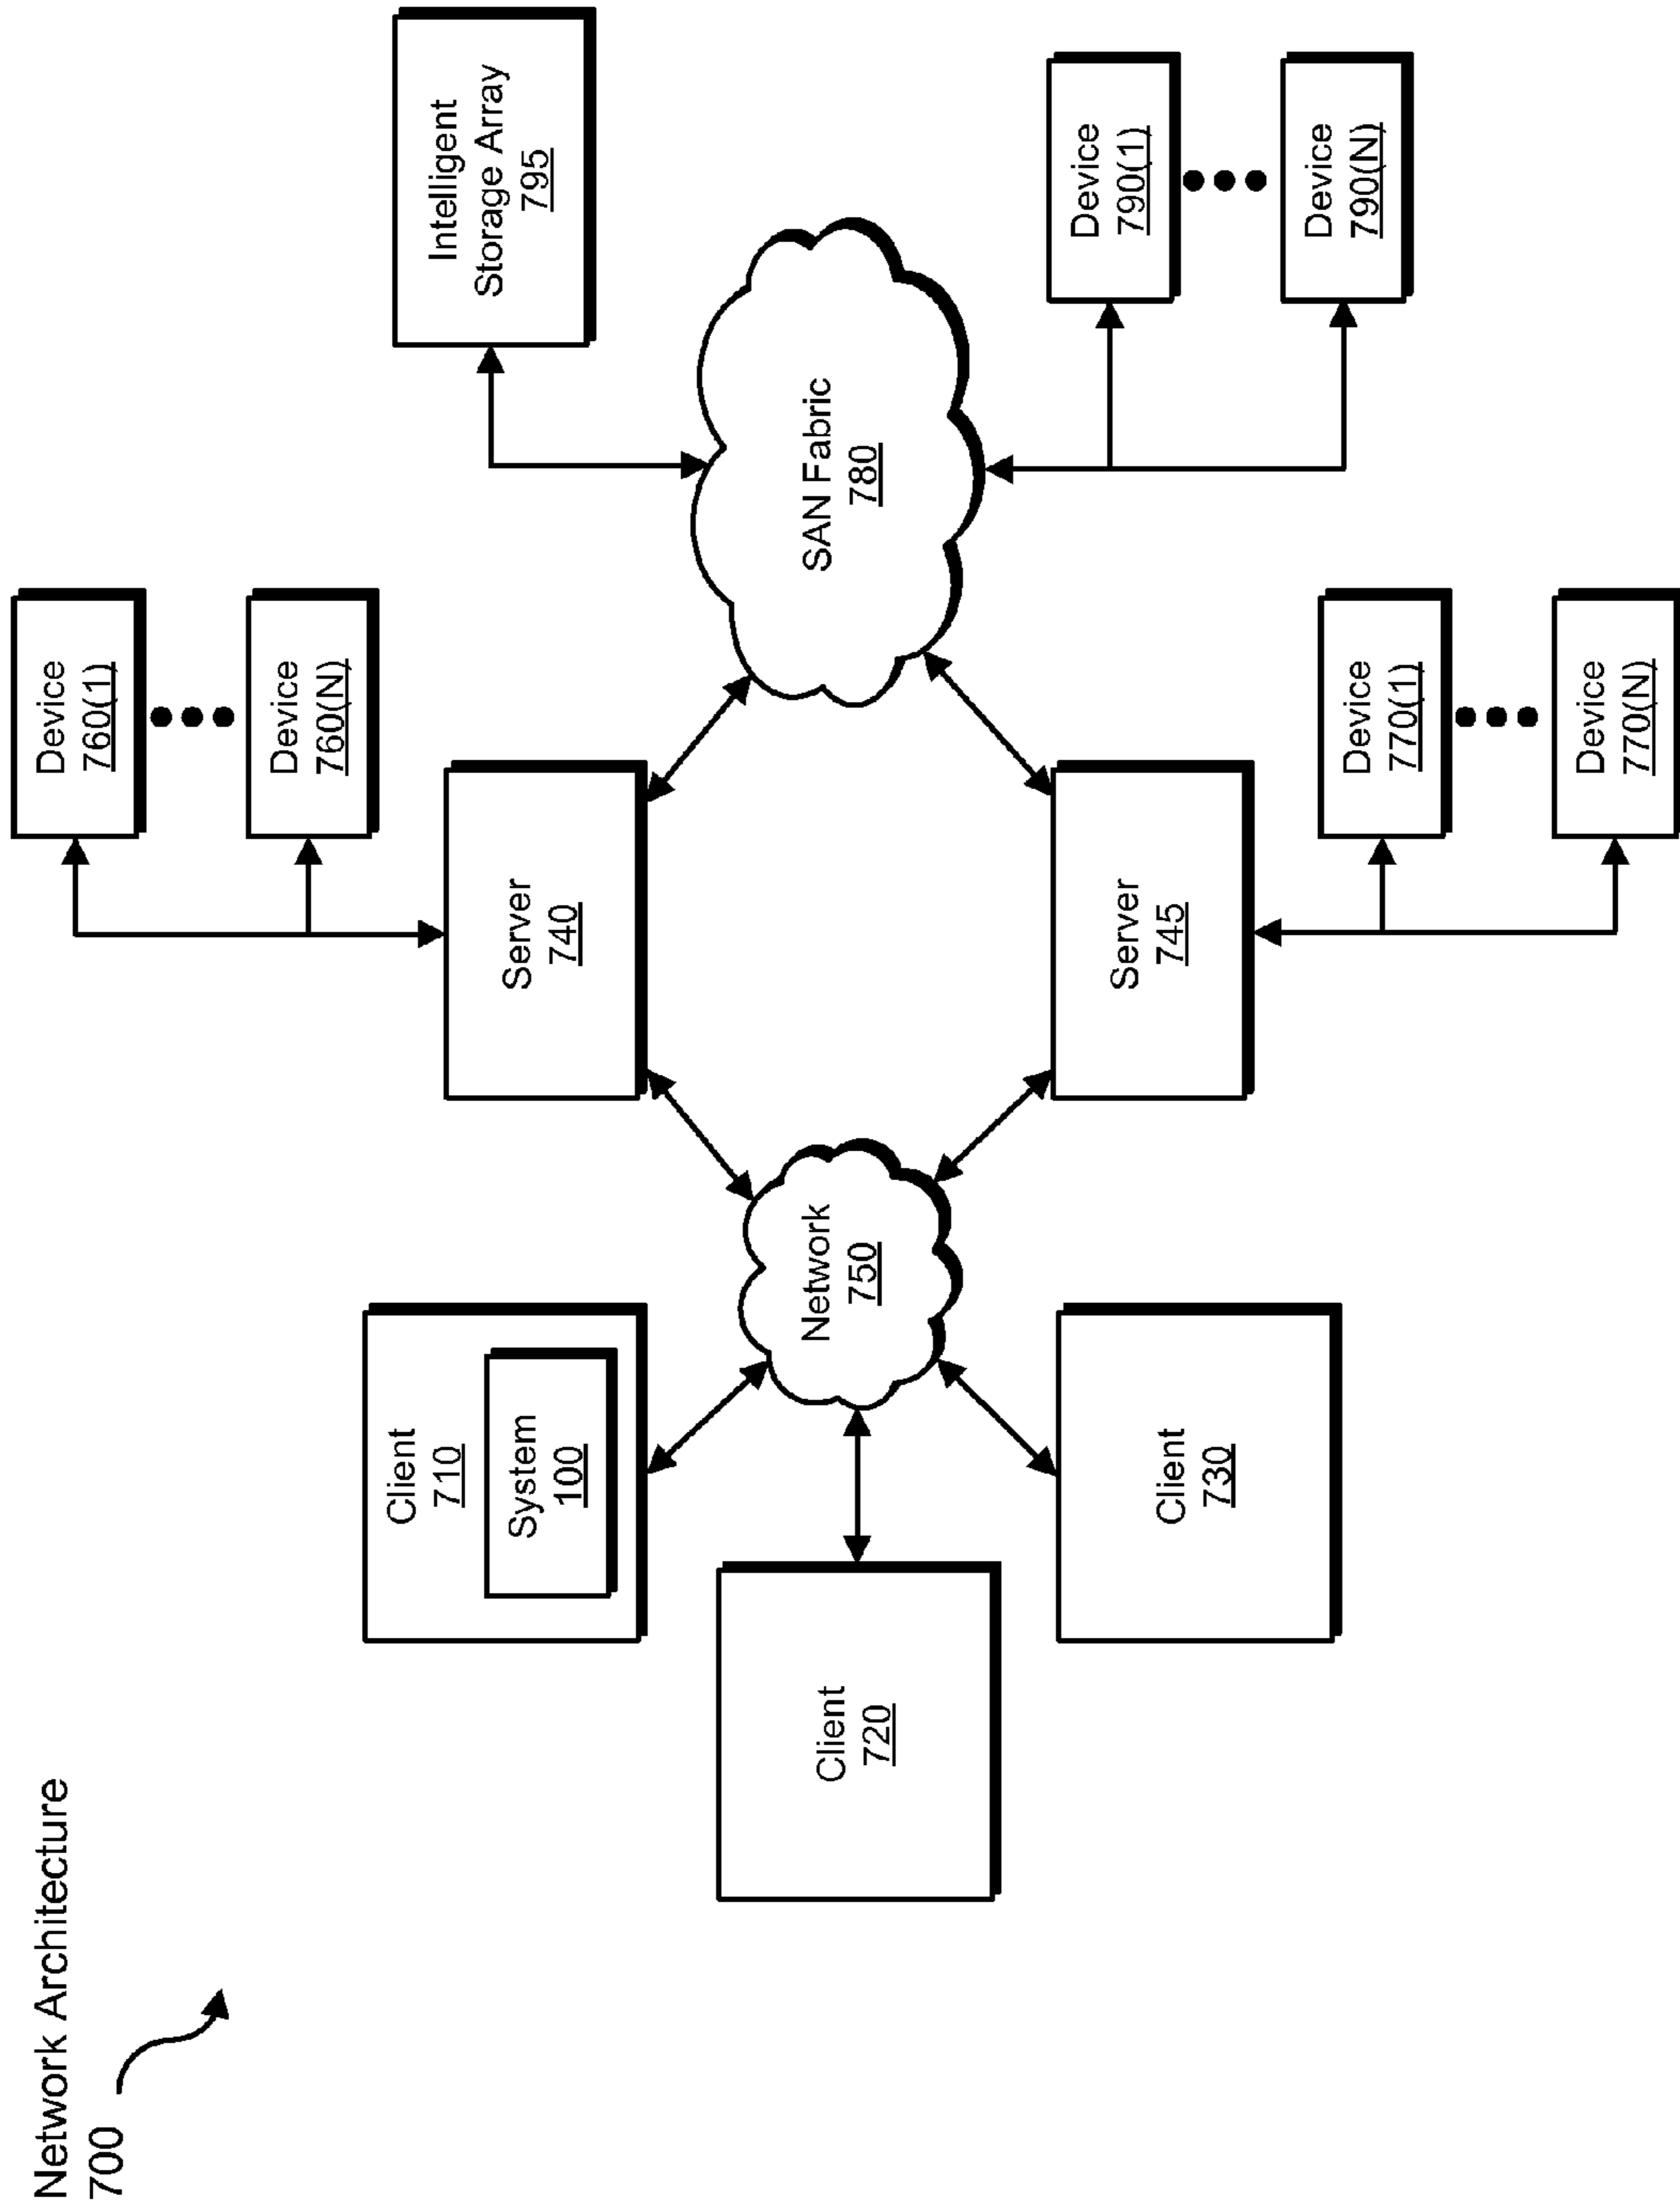 Network Architecture
700
Client
710
System
100
Client
720
Client
730
Network
750
Server
740
Server
745
Device
760(1)
Device
760(N)
Device
770(1)
Device
770(N)
SAN Fabric
780
Intelligent
Storage Array
795
Device
790(1)
Device
790(N)